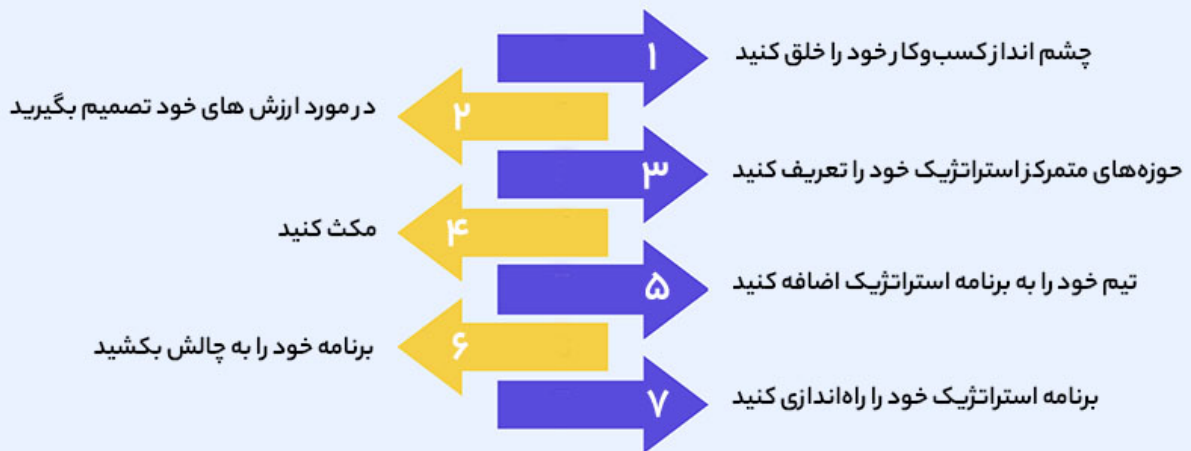 ۱ چشم انداز کسب‌وکار خود را خلق کنید
۲ در مورد ارزش های خود تصمیم بگیرید
۳ حوزه‌های متمرکز استراتژیک خود را تعریف کنید
۴ مکث کنید
۵ تیم خود را به برنامه استراتژیک اضافه کنید
۶ برنامه خود را به چالش بکشید
۷ برنامه استراتژیک خود را راه‌اندازی کنید